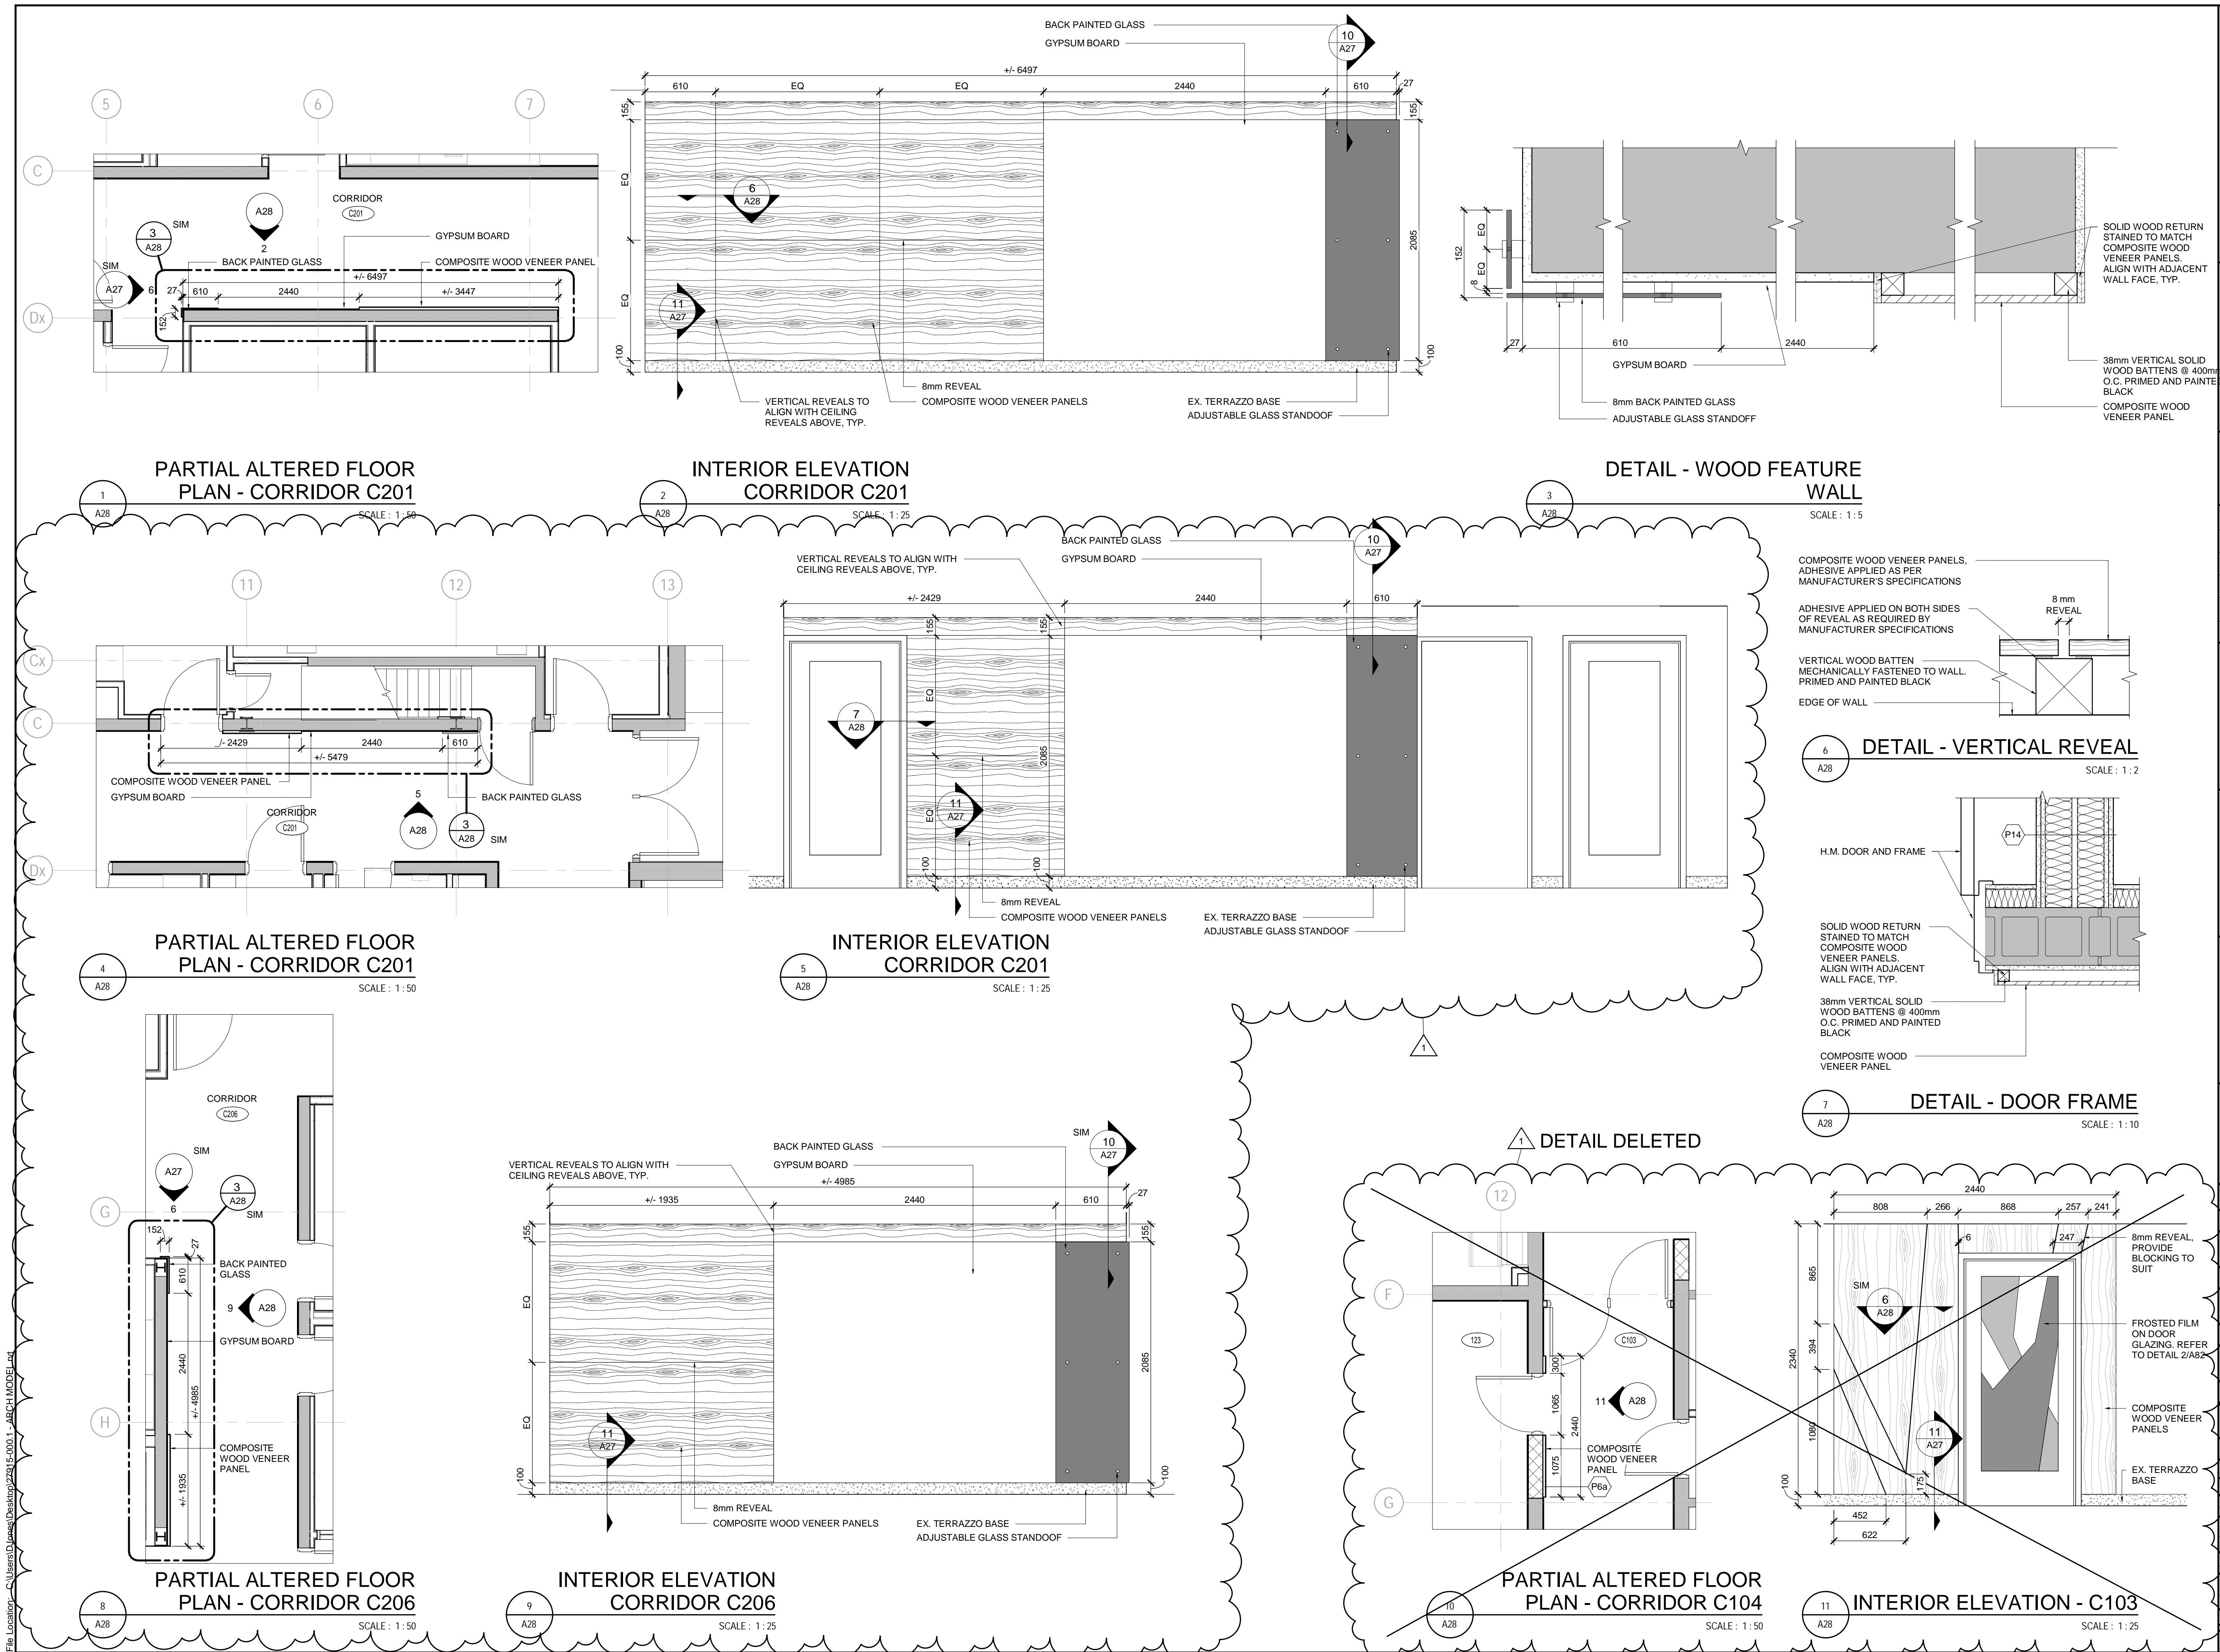 BACK PAINTED GLASS
GYPSUM BOARD
10
A27
+/- 6497
610
EQ
EQ
2440
610
27
155
155
EQ
EQ
100
2085
100
6
A28
11
A27
8mm REVEAL
COMPOSITE WOOD VENEER PANELS
VERTICAL REVEALS TO
ALIGN WITH CEILING
REVEALS ABOVE, TYP.
EX. TERRAZZO BASE
ADJUSTABLE GLASS STANDOOF
5
6
7
C
Dx
CORRIDOR
C201
A28
2
3
A28
SIM
SIM
A27
6
GYPSUM BOARD
BACK PAINTED GLASS
COMPOSITE WOOD VENEER PANEL
+/- 6497
27
610
2440
+/- 3447
152
152
EQ
EQ
8
27
610
2440
GYPSUM BOARD
8mm BACK PAINTED GLASS
ADJUSTABLE GLASS STANDOFF
SOLID WOOD RETURN
STAINED TO MATCH
COMPOSITE WOOD
VENEER PANELS.
ALIGN WITH ADJACENT
WALL FACE, TYP.
38mm VERTICAL SOLID
WOOD BATTENS @ 400mm
O.C. PRIMED AND PAINTE
BLACK
COMPOSITE WOOD
VENEER PANEL
PARTIAL ALTERED FLOOR
PLAN - CORRIDOR C201
1
A28
SCALE : 1 : 50
INTERIOR ELEVATION
CORRIDOR C201
2
A28
SCALE : 1 : 25
DETAIL - WOOD FEATURE
WALL
3
A28
SCALE : 1 : 5
11
12
13
Cx
C
Dx
_/- 2429
2440
610
+/- 5479
COMPOSITE WOOD VENEER PANEL
GYPSUM BOARD
BACK PAINTED GLASS
CORRIDOR
C201
5
A28
3
A28
SIM
PARTIAL ALTERED FLOOR
PLAN - CORRIDOR C201
4
A28
SCALE : 1 : 50
BACK PAINTED GLASS
VERTICAL REVEALS TO ALIGN WITH
CEILING REVEALS ABOVE, TYP.
GYPSUM BOARD
10
A27
+/- 2429
2440
610
155
155
EQ
EQ
2085
100
100
7
A28
11
A27
8mm REVEAL
COMPOSITE WOOD VENEER PANELS
EX. TERRAZZO BASE
ADJUSTABLE GLASS STANDOOF
INTERIOR ELEVATION
CORRIDOR C201
5
A28
SCALE : 1 : 25
1
COMPOSITE WOOD VENEER PANELS,
ADHESIVE APPLIED AS PER
MANUFACTURER'S SPECIFICATIONS
ADHESIVE APPLIED ON BOTH SIDES
OF REVEAL AS REQUIRED BY
MANUFACTURER SPECIFICATIONS
8 mm
REVEAL
VERTICAL WOOD BATTEN
MECHANICALLY FASTENED TO WALL.
PRIMED AND PAINTED BLACK
EDGE OF WALL
6
A28
DETAIL - VERTICAL REVEAL
SCALE : 1 : 2
P14
H.M. DOOR AND FRAME
SOLID WOOD RETURN
STAINED TO MATCH
COMPOSITE WOOD
VENEER PANELS.
ALIGN WITH ADJACENT
WALL FACE, TYP.
38mm VERTICAL SOLID
WOOD BATTENS @ 400mm
O.C. PRIMED AND PAINTED
BLACK
COMPOSITE WOOD
VENEER PANEL
7
A28
DETAIL - DOOR FRAME
SCALE : 1 : 10
CORRIDOR
C206
SIM
A27
6
3
A28
SIM
G
H
152
27
610
2440
+/- 4985
+/- 1935
BACK PAINTED
GLASS
9
A28
GYPSUM BOARD
COMPOSITE
WOOD VENEER
PANEL
PARTIAL ALTERED FLOOR
PLAN - CORRIDOR C206
8
A28
SCALE : 1 : 50
BACK PAINTED GLASS
VERTICAL REVEALS TO ALIGN WITH
CEILING REVEALS ABOVE, TYP.
GYPSUM BOARD
SIM
10
A27
+/- 4985
+/- 1935
2440
610
27
155
155
EQ
EQ
2085
100
100
11
A27
8mm REVEAL
COMPOSITE WOOD VENEER PANELS
EX. TERRAZZO BASE
ADJUSTABLE GLASS STANDOOF
INTERIOR ELEVATION
CORRIDOR C206
9
A28
SCALE : 1 : 25
1
DETAIL DELETED
12
F
G
123
C103
300
1065
2440
1075
11
A28
COMPOSITE
WOOD VENEER
PANEL
P6a
PARTIAL ALTERED FLOOR
PLAN - CORRIDOR C104
10
A28
SCALE : 1 : 50
2440
808
266
868
257
241
6
247
865
394
2340
1080
100
175
452
622
SIM
6
A28
11
A27
8mm REVEAL,
PROVIDE
BLOCKING TO
SUIT
FROSTED FILM
ON DOOR
GLAZING. REFER
TO DETAIL 2/A82
COMPOSITE
WOOD VENEER
PANELS
EX. TERRAZZO
BASE
11
A28
INTERIOR ELEVATION - C103
SCALE : 1 : 25
File Location: C:\Users\DJones\Desktop\27915-000.1 - ARCH MODEL.rvt